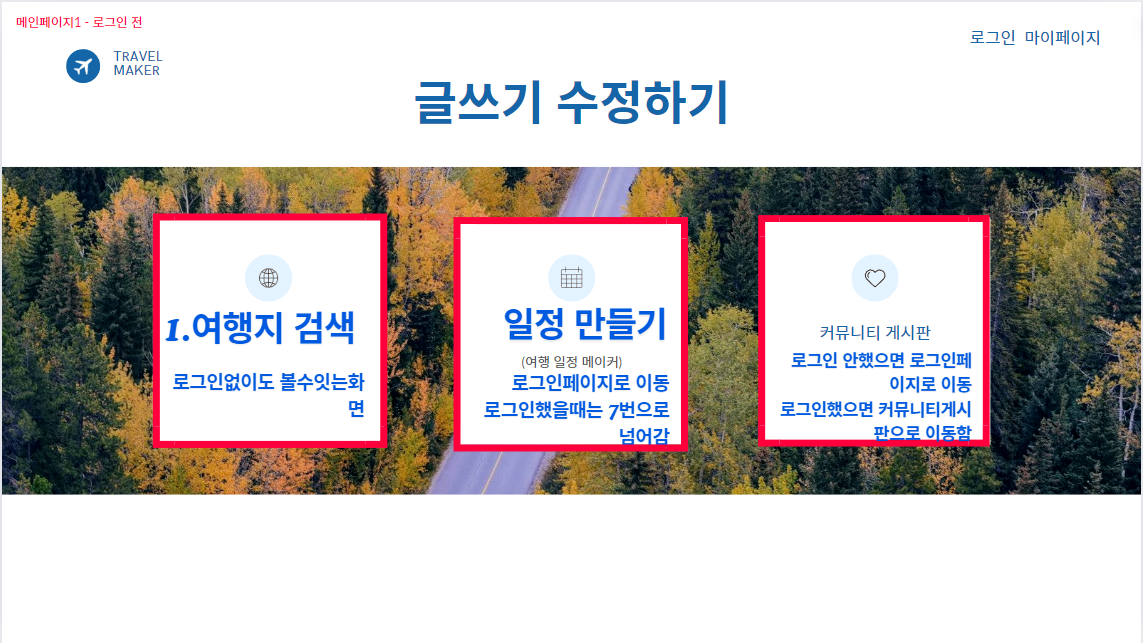 메인페이지1 - 로그인 전
로그인 마이페이지
TRAVEL
MAKER
글쓰기 수정하기
1.여행지 검색
로그인없이도 볼수잇는화
면
일정 만들기
(여행 일정 메이커)
로그인페이지로 이동
로그인했을때는 7번으로
넘어감
커뮤니티 게시판
로그인 안했으면 로그인페
이지로 이동
로그인했으면 커뮤니티게시
판으로 이동함